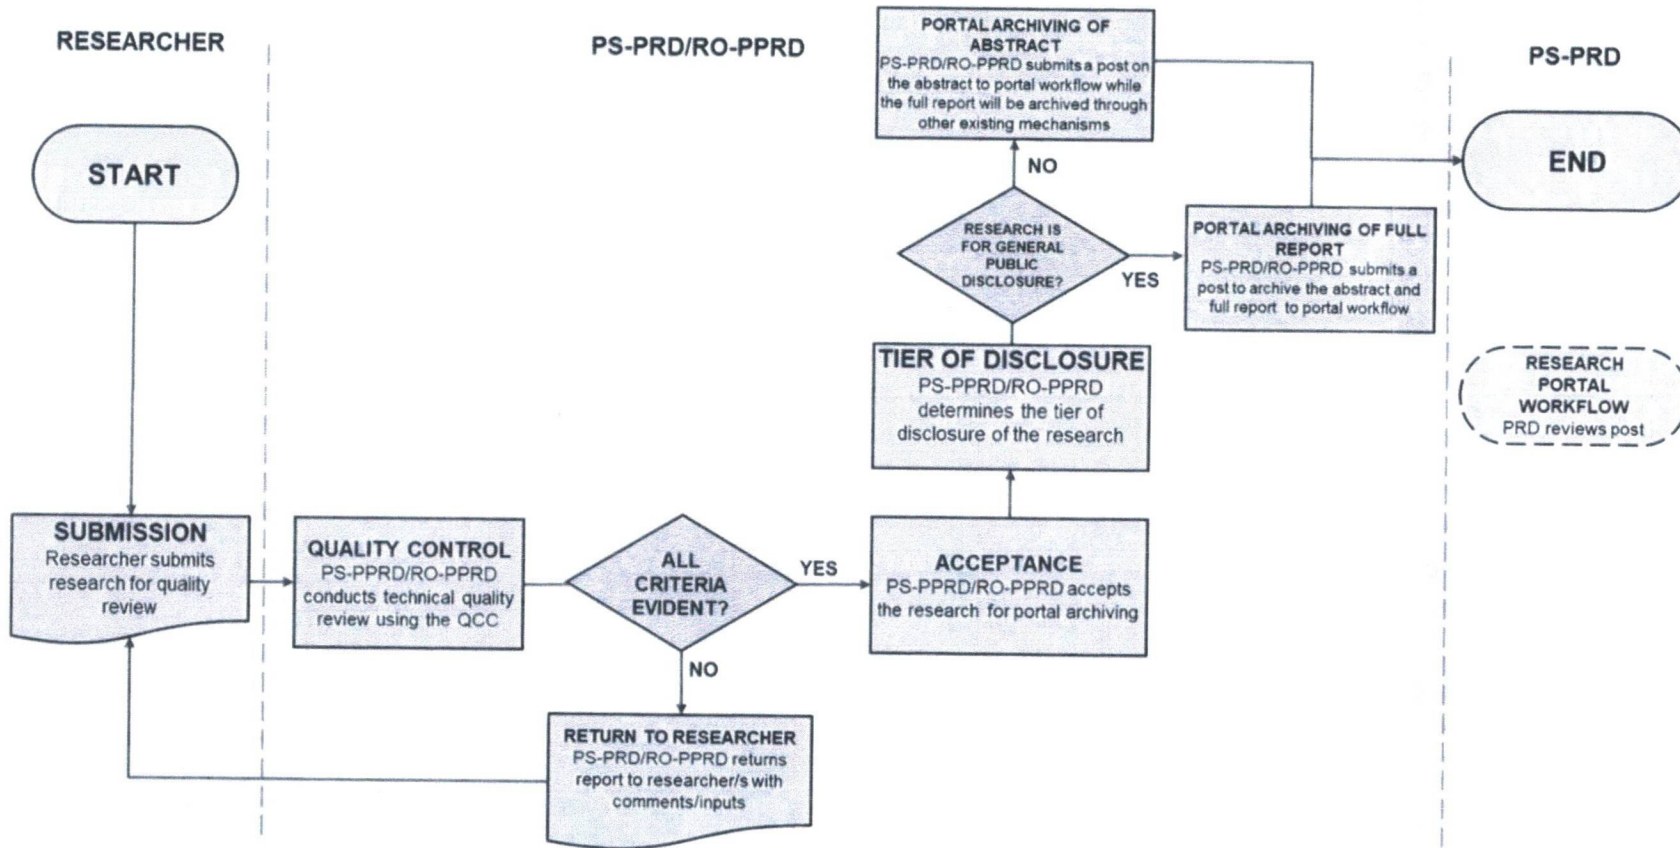 RESEARCHER
PS-PRD/RO-PPRD
PS-PRD
START
SUBMISSION
Researcher submits
research for quality
review
QUALITY CONTROL
PS-PPRD/RO-PPRD
conducts technical quality
review using the QCC
ALL
CRITERIA
EVIDENT?
YES
NO
RETURN TO RESEARCHER
PS-PRD/RO-PPRD returns
report to researcher/s with
comments/inputs
ACCEPTANCE
PS-PPRD/RO-PPRD accepts
the research for portal archiving
TIER OF DISCLOSURE
PS-PPRD/RO-PPRD
determines the tier of
disclosure of the research
RESEARCH IS
FOR GENERAL
PUBLIC
DISCLOSURE?
NO
YES
PORTAL ARCHIVING OF
ABSTRACT
PS-PRD/RO-PPRD submits a post on
the abstract to portal workflow while
the full report will be archived through
other existing mechanisms
PORTAL ARCHIVING OF FULL
REPORT
PS-PRD/RO-PPRD submits a
post to archive the abstract and
full report to portal workflow
END
RESEARCH
PORTAL
WORKFLOW
PRD reviews post